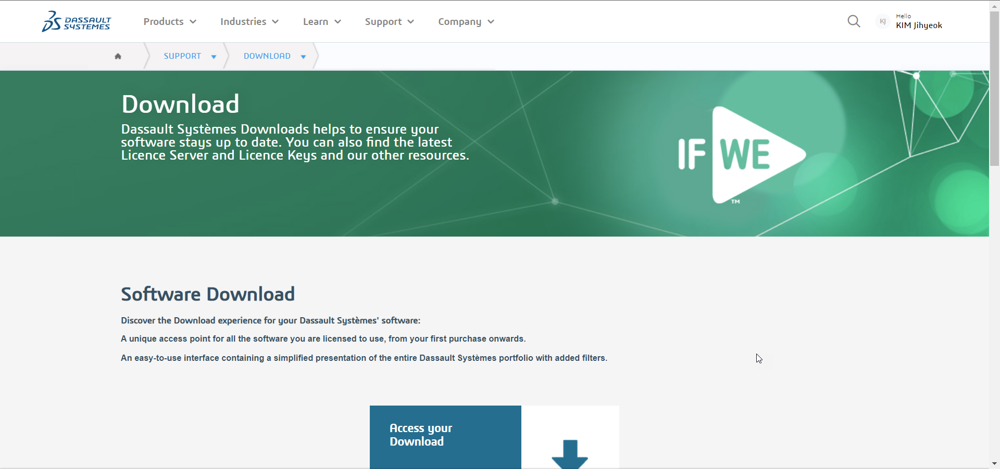 DASSAULT
SYSTEMES
Products
Industries
Learn
Support
Company
KJ
Hello
KIM Jihyeok
SUPPORT
DOWNLOAD
Download
Dassault Systèmes Downloads helps to ensure your
software stays up to date. You can also find the latest
Licence Server and Licence Keys and our other resources.
IF WE
TM
Software Download
Discover the Download experience for your Dassault Systèmes' software:
A unique access point for all the software you are licensed to use, from your first purchase onwards.
An easy-to-use interface containing a simplified presentation of the entire Dassault Systèmes portfolio with added filters.
Access your
Download